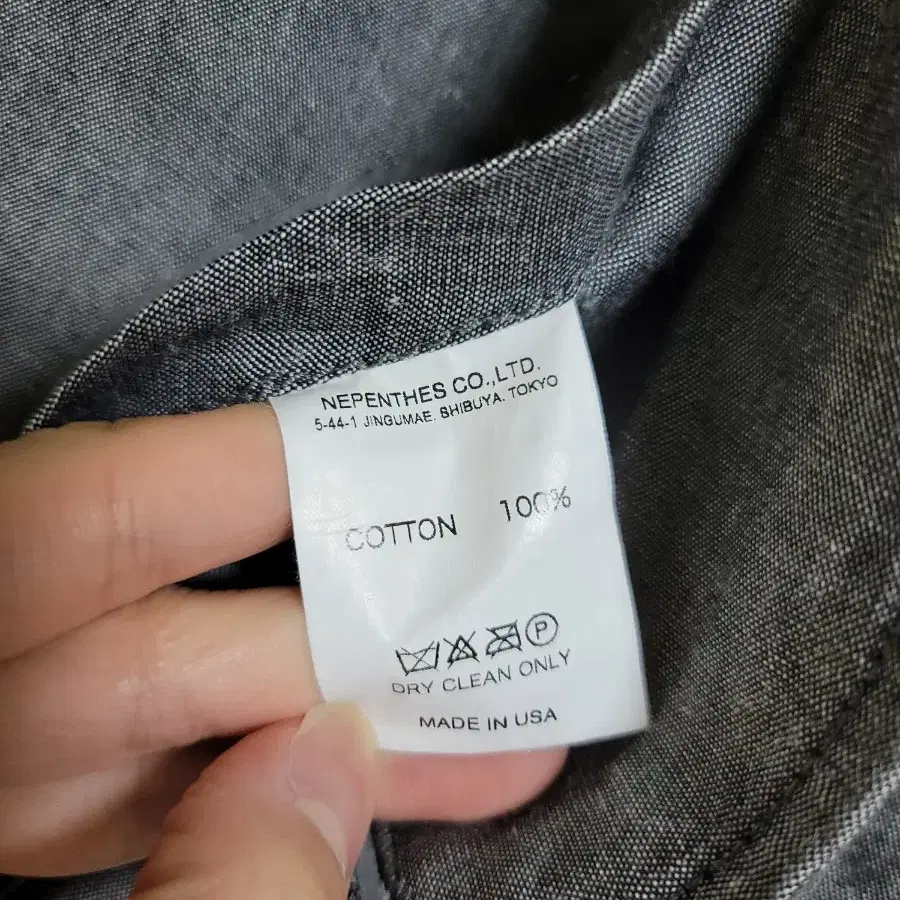 NEPENTHES CO.,LTD.
5-44-1 JINGUMAE. SHIBUYA. TOKYO
COTTON 100%
P
DRY CLEAN ONLY
MADE IN USA